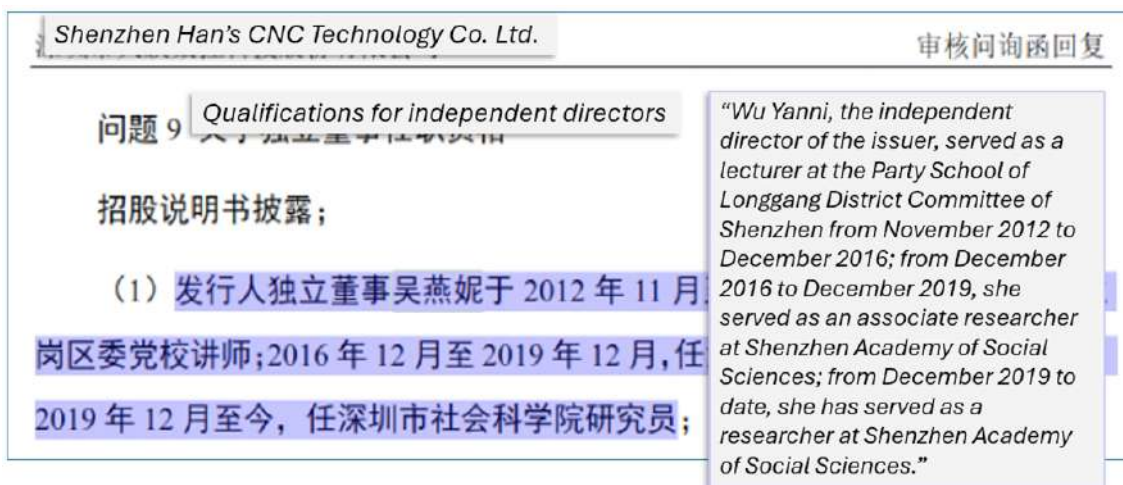 Shenzhen Han's CNC Technology Co. Ltd.
审核问询函回复
Qualifications for independent directors
问题 9
招股说明书披露；
（1）发行人独立董事吴燕妮于 2012 年 11 月
岗区委党校讲师;2016 年 12 月至 2019 年 12 月,任
2019 年 12 月至今，任深圳市社会科学院研究员；
"Wu Yanni, the independent
director of the issuer, served as a
lecturer at the Party School of
Longgang District Committee of
Shenzhen from November 2012 to
December 2016; from December
2016 to December 2019, she
served as an associate researcher
at Shenzhen Academy of Social
Sciences; from December 2019 to
date, she has served as a
researcher at Shenzhen Academy
of Social Sciences."